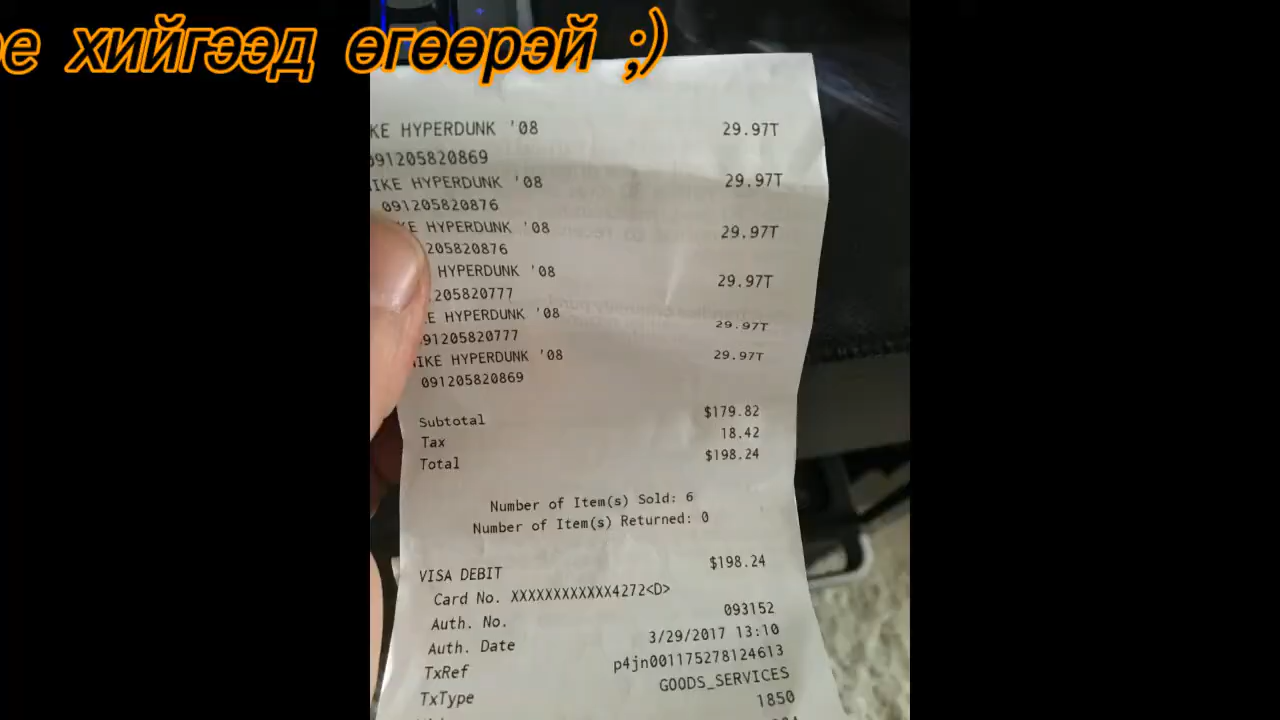 хийгээд өгөөрэй ;)
HYPERDUNK '08 29.97T
091205820869
NIKE HYPERDUNK '08 29.97T
091205820876
HYPERDUNK '08 29.97T
205820876
HYPERDUNK '08 29.97T
205820777
HYPERDUNK '08 29.97T
91205820777
NIKE HYPERDUNK '08 29.97T
091205820869
Subtotal $179.82
Tax 18.42
Total $198.24
Number of Item(s) Sold: 6
Number of Item(s) Returned: 0
VISA DEBIT $198.24
Card No. XXXXXXXXXXXX4272<D>
Auth. No. 093152
Auth. Date 3/29/2017 13:10
TxRef p4jn001175278124613
TxType GOODS_SERVICES
1850